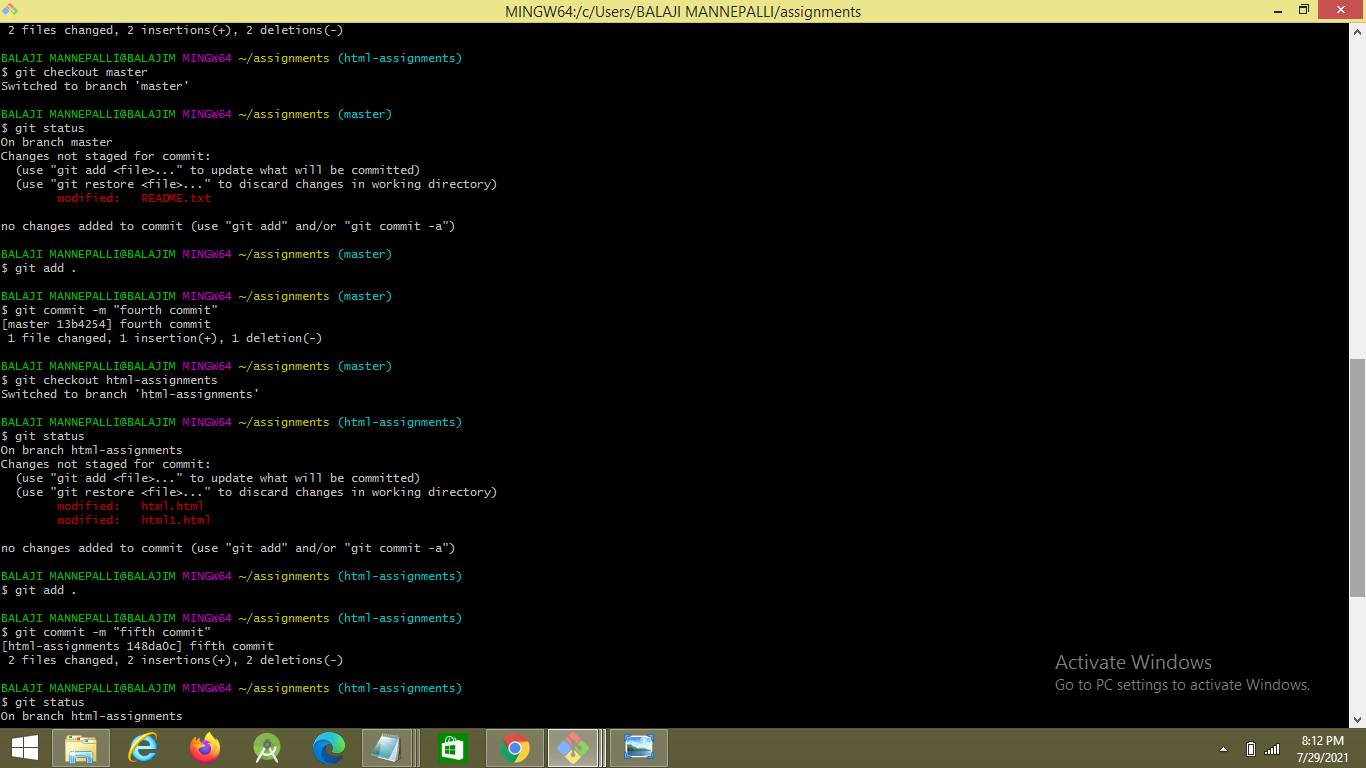 MINGW64:/c/Users/BALAJI MANNEPALLI/assignments
2 files changed, 2 insertions(+), 2 deletions(-)
BALAJI MANNEPALLI@BALAJIM MINGW64 ~/assignments (html-assignments)
$ git checkout master
Switched to branch 'master'
BALAJI MANNEPALLI@BALAJIM MINGW64 ~/assignments (master)
$ git status
On branch master
Changes not staged for commit:
(use "git add <file>..." to update what will be committed)
(use "git restore <file>..." to discard changes in working directory)
modified: README.txt
no changes added to commit (use "git add" and/or "git commit -a")
BALAJI MANNEPALLI@BALAJIM MINGW64 ~/assignments (master)
$ git add .
BALAJI MANNEPALLI@BALAJIM MINGW64 ~/assignments (master)
$ git commit -m "fourth commit"
[master 13b4254] fourth commit
1 file changed, 1 insertion(+), 1 deletion(-)
BALAJI MANNEPALLI@BALAJIM MINGW64 ~/assignments (master)
$ git checkout html-assignments
Switched to branch 'html-assignments'
BALAJI MANNEPALLI@BALAJIM MINGW64 ~/assignments (html-assignments)
$ git status
On branch html-assignments
Changes not staged for commit:
(use "git add <file>..." to update what will be committed)
(use "git restore <file>..." to discard changes in working directory)
modified: html.html
modified: html1.html
no changes added to commit (use "git add" and/or "git commit -a")
BALAJI MANNEPALLI@BALAJIM MINGW64 ~/assignments (html-assignments)
$ git add .
BALAJI MANNEPALLI@BALAJIM MINGW64 ~/assignments (html-assignments)
$ git commit -m "fifth commit"
[html-assignments 148da0c] fifth commit
2 files changed, 2 insertions(+), 2 deletions(-)
BALAJI MANNEPALLI@BALAJIM MINGW64 ~/assignments (html-assignments)
$ git status
On branch html-assignments
Activate Windows
Go to PC settings to activate Windows.
8:12 PM
7/29/2021